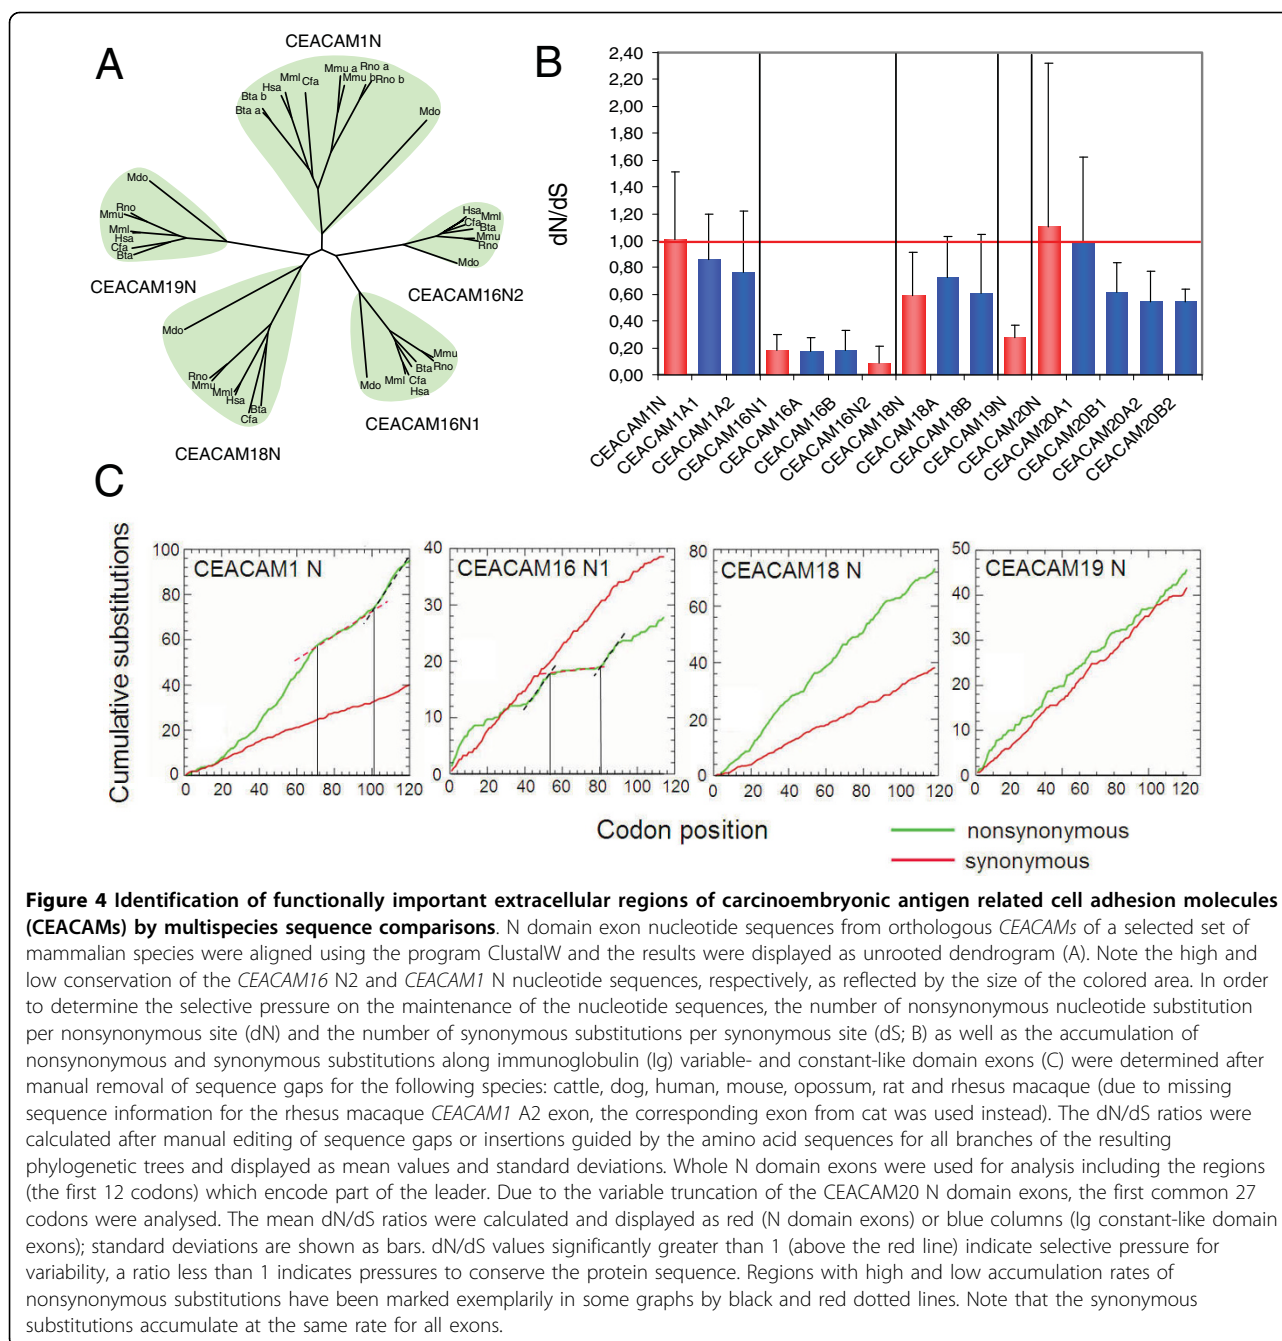 A
CEACAM1N
Mml
Hsa
Cfa
Mmu a
Mmu b
Rno a
Rno b
Bta b
Bta a
Mdo
Mdo
Rno
Mmu
Mml
Hsa
Cfa
Bta
CEACAM19N
Hsa
Mml
Cfa
Bta
Mmu
Rno
Mdo
CEACAM16N2
Mdo
Rno
Mmu
Mml
Hsa
Bta
Cfa
CEACAM18N
Mmu
Rno
Bta
Cfa
Mml
Hsa
Mdo
CEACAM16N1
B
dN/dS
2,40
2,20
2,00
1,80
1,60
1,40
1,20
1,00
0,80
0,60
0,40
0,20
0,00
CEACAM1N
CEACAM1A1
CEACAM1A2
CEACAM16N1
CEACAM16A
CEACAM16B
CEACAM16N2
CEACAM18N
CEACAM18A
CEACAM18B
CEACAM19N
CEACAM20N
CEACAM20A1
CEACAM20B1
CEACAM20A2
CEACAM20B2
C
Cumulative substitutions
CEACAM1 N
100
80
60
40
20
0
0 20 40 60 80 100 120
CEACAM16 N1
40
30
20
10
0
0 20 40 60 80 100 120
CEACAM18 N
80
60
40
20
0
0 20 40 60 80 100 120
CEACAM19 N
50
40
30
20
10
0
0 20 40 60 80 100 120
Codon position
nonsynonymous
synonymous
Figure 4 Identification of functionally important extracellular regions of carcinoembryonic antigen related cell adhesion molecules
(CEACAMs) by multispecies sequence comparisons. N domain exon nucleotide sequences from orthologous CEACAMs of a selected set of
mammalian species were aligned using the program ClustalW and the results were displayed as unrooted dendrogram (A). Note the high and
low conservation of the CEACAM16 N2 and CEACAM1 N nucleotide sequences, respectively, as reflected by the size of the colored area. In order
to determine the selective pressure on the maintenance of the nucleotide sequences, the number of nonsynonymous nucleotide substitution
per nonsynonymous site (dN) and the number of synonymous substitutions per synonymous site (dS; B) as well as the accumulation of
nonsynonymous and synonymous substitutions along immunoglobulin (Ig) variable- and constant-like domain exons (C) were determined after
manual removal of sequence gaps for the following species: cattle, dog, human, mouse, opossum, rat and rhesus macaque (due to missing
sequence information for the rhesus macaque CEACAM1 A2 exon, the corresponding exon from cat was used instead). The dN/dS ratios were
calculated after manual editing of sequence gaps or insertions guided by the amino acid sequences for all branches of the resulting
phylogenetic trees and displayed as mean values and standard deviations. Whole N domain exons were used for analysis including the regions
(the first 12 codons) which encode part of the leader. Due to the variable truncation of the CEACAM20 N domain exons, the first common 27
codons were analysed. The mean dN/dS ratios were calculated and displayed as red (N domain exons) or blue columns (Ig constant-like domain
exons); standard deviations are shown as bars. dN/dS values significantly greater than 1 (above the red line) indicate selective pressure for
variability, a ratio less than 1 indicates pressures to conserve the protein sequence. Regions with high and low accumulation rates of
nonsynonymous substitutions have been marked exemplarily in some graphs by black and red dotted lines. Note that the synonymous
substitutions accumulate at the same rate for all exons.